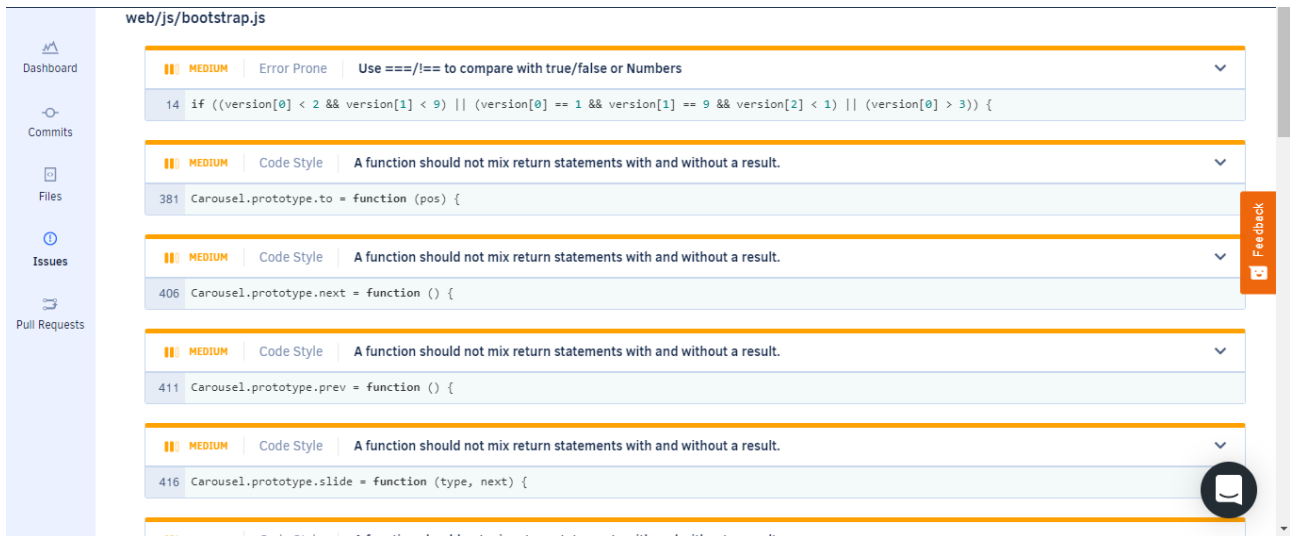 web/js/bootstrap.js
Dashboard
Commits
Files
Issues
Pull Requests
MEDIUM Error Prone Use ===/!== to compare with true/false or Numbers
14 if ((version[0] < 2 && version[1] < 9) || (version[0] == 1 && version[1] == 9 && version[2] < 1) || (version[0] > 3)) {
MEDIUM Code Style A function should not mix return statements with and without a result.
381 Carousel.prototype.to = function (pos) {
MEDIUM Code Style A function should not mix return statements with and without a result.
406 Carousel.prototype.next = function () {
MEDIUM Code Style A function should not mix return statements with and without a result.
411 Carousel.prototype.prev = function () {
MEDIUM Code Style A function should not mix return statements with and without a result.
416 Carousel.prototype.slide = function (type, next) {
Feedback